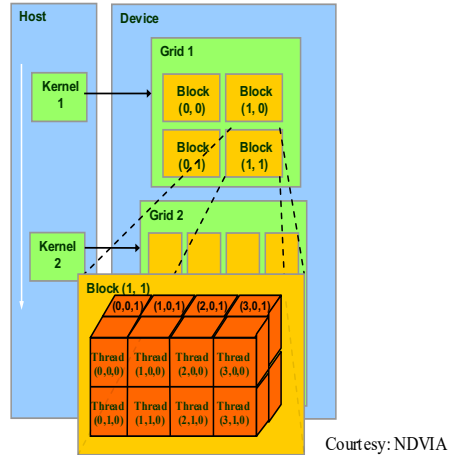 Host
Device
Grid 1
Kernel
1
Block
(0, 0)
Block
(1, 0)
Block
(0, 1)
Block
(1, 1)
Grid 2
Kernel
2
Block (1, 1)
(0,0,1)
(1,0,1)
(2,0,1)
(3,0,1)
Thread
(0,0,0)
Thread
(1,0,0)
Thread
(2,0,0)
Thread
(3,0,0)
Thread
(0,1,0)
Thread
(1,1,0)
Thread
(2,1,0)
Thread
(3,1,0)
Courtesy: NDVIA